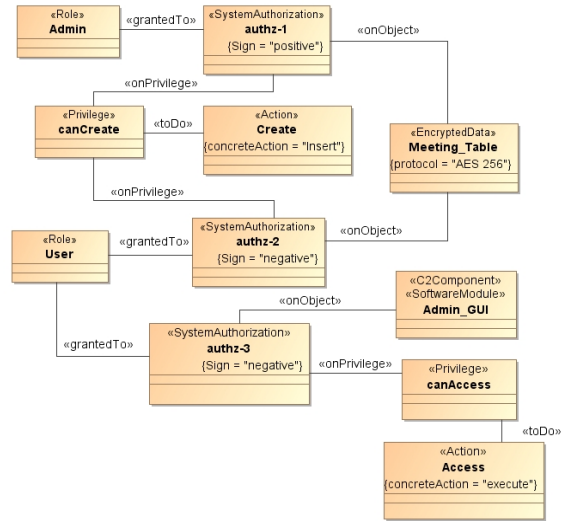 «Role»
Admin
«grantedTo»
«SystemAuthorization»
authz-1
{Sign = "positive"}
«onObject»
«onPrivilege»
«Privilege»
canCreate
«toDo»
«Action»
Create
{concreteAction = "Insert"}
«EncryptedData»
Meeting_Table
{protocol = "AES 256"}
«onPrivilege»
«Role»
User
«grantedTo»
«SystemAuthorization»
authz-2
{Sign = "negative"}
«onObject»
«C2Component»
«SoftwareModule»
Admin_GUI
«onObject»
«grantedTo»
«SystemAuthorization»
authz-3
{Sign = "negative"}
«onPrivilege»
«Privilege»
canAccess
«toDo»
«Action»
Access
{concreteAction = "execute"}